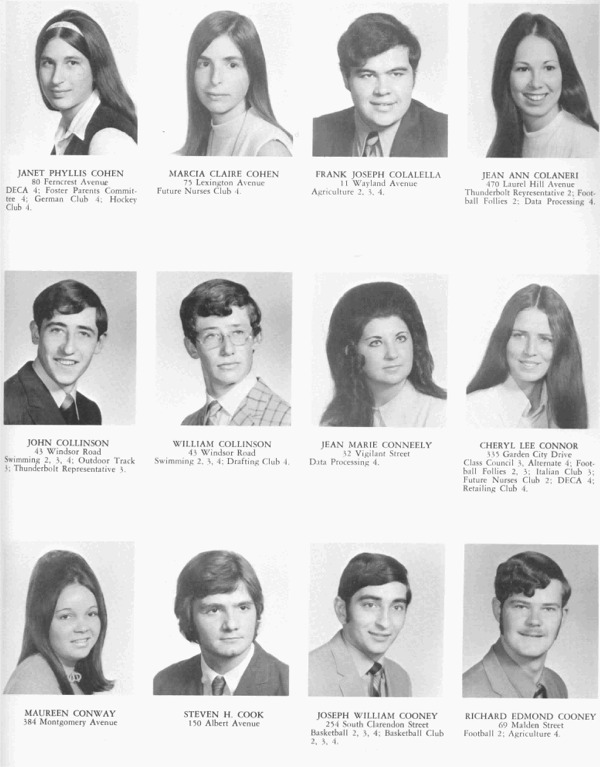 JANET PHYLLIS COHEN
80 Ferncrest Avenue
DECA 4; Foster Parents Commit-
tee 4; German Club 4; Hockey
Club 4.
MARCIA CLAIRE COHEN
75 Lexington Avenue
Future Nurses Club 4.
FRANK JOSEPH COLALELLA
11 Wayland Avenue
Agriculture 2, 3, 4.
JEAN ANN COLANERI
470 Laurel Hill Avenue
Thunderbolt Representative 2; Foot-
ball Follies 2; Data Processing 4.
JOHN COLLINSON
43 Windsor Road
Swimming 2, 3, 4; Outdoor Track
3; Thunderbolt Representative 3.
WILLIAM COLLINSON
43 Windsor Road
Swimming 2, 3, 4; Drafting Club 4.
JEAN MARIE CONNEELY
32 Vigilant Street
Data Processing 4.
CHERYL LEE CONNOR
335 Garden City Drive
Class Council 3, Alternate 4; Foot-
ball Follies 2, 3; Italian Club 3;
Future Nurses Club 2; DECA 4;
Retailing Club 4.
MAUREEN CONWAY
384 Montgomery Avenue
STEVEN H. COOK
150 Albert Avenue
JOSEPH WILLIAM COONEY
254 South Clarendon Street
Basketball 2, 3, 4; Basketball Club
2, 3, 4.
RICHARD EDMOND COONEY
69 Malden Street
Football 2; Agriculture 4.